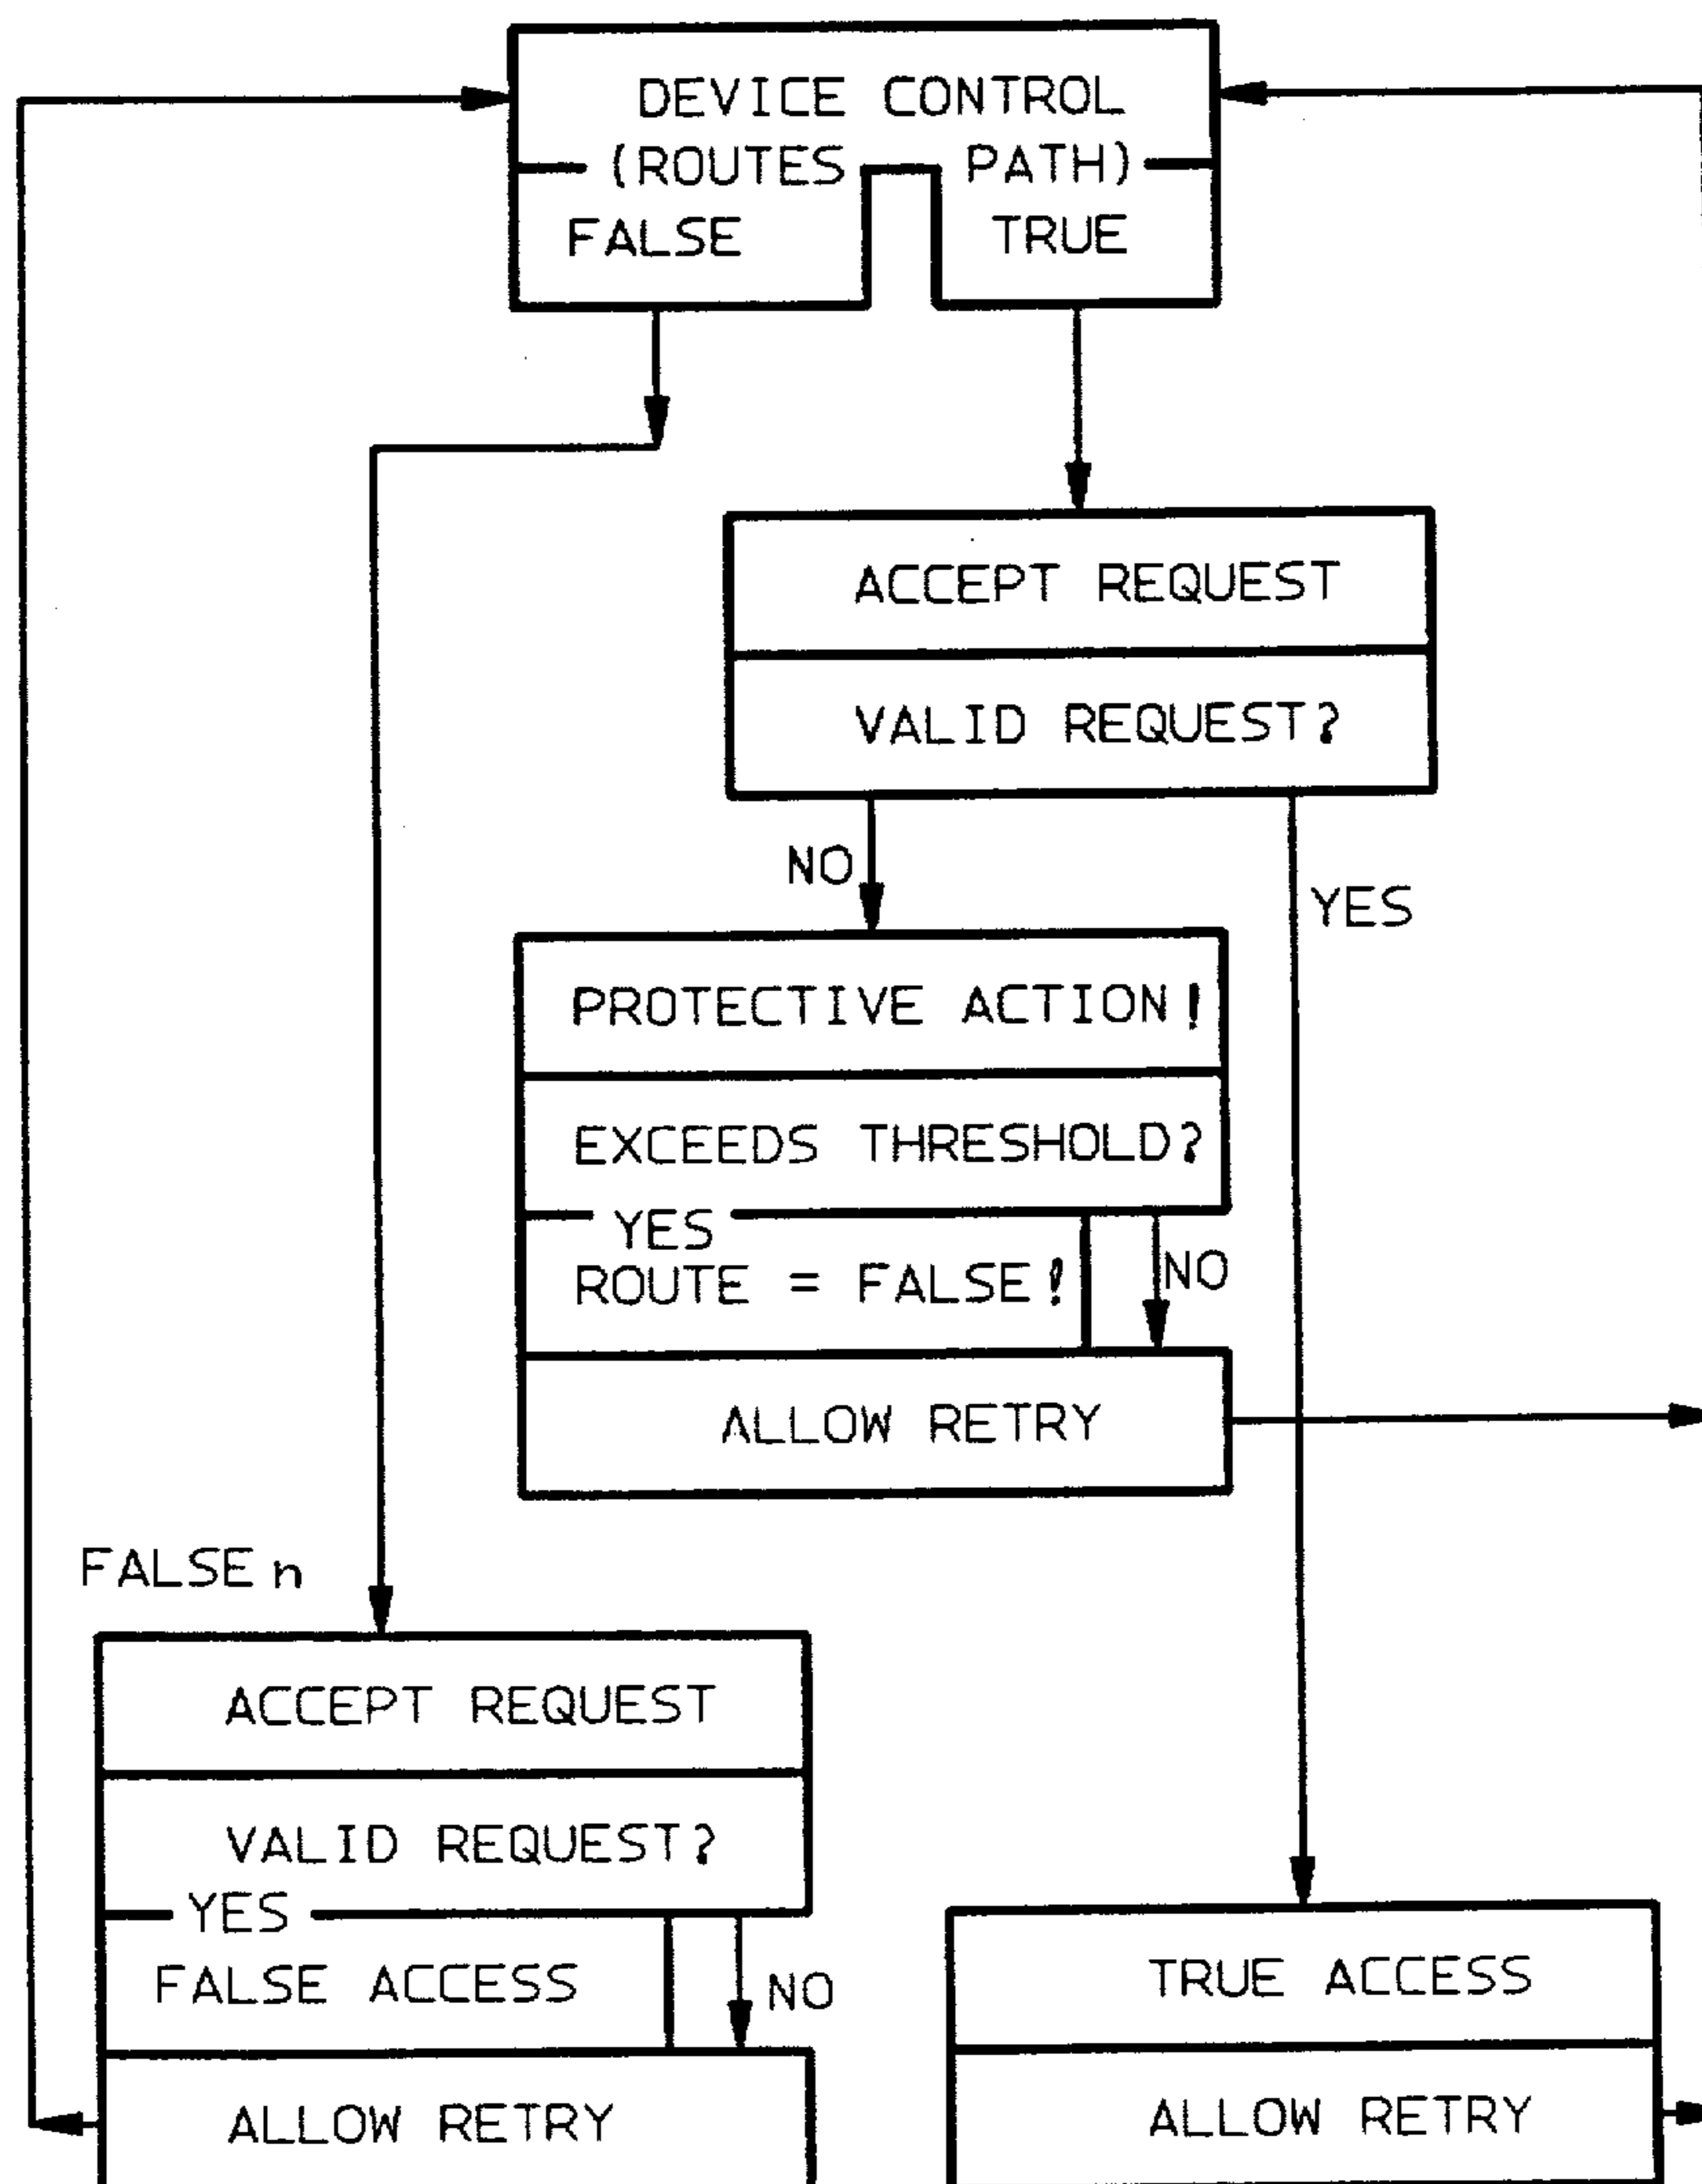 DEVICE CONTROL
(ROUTES PATH)
FALSE TRUE
ACCEPT REQUEST
VALID REQUEST?
NO
YES
PROTECTIVE ACTION!
EXCEEDS THRESHOLD?
YES
ROUTE = FALSE!
NO
ALLOW RETRY
FALSE n
ACCEPT REQUEST
VALID REQUEST?
YES
FALSE ACCESS
NO
ALLOW RETRY
TRUE ACCESS
ALLOW RETRY